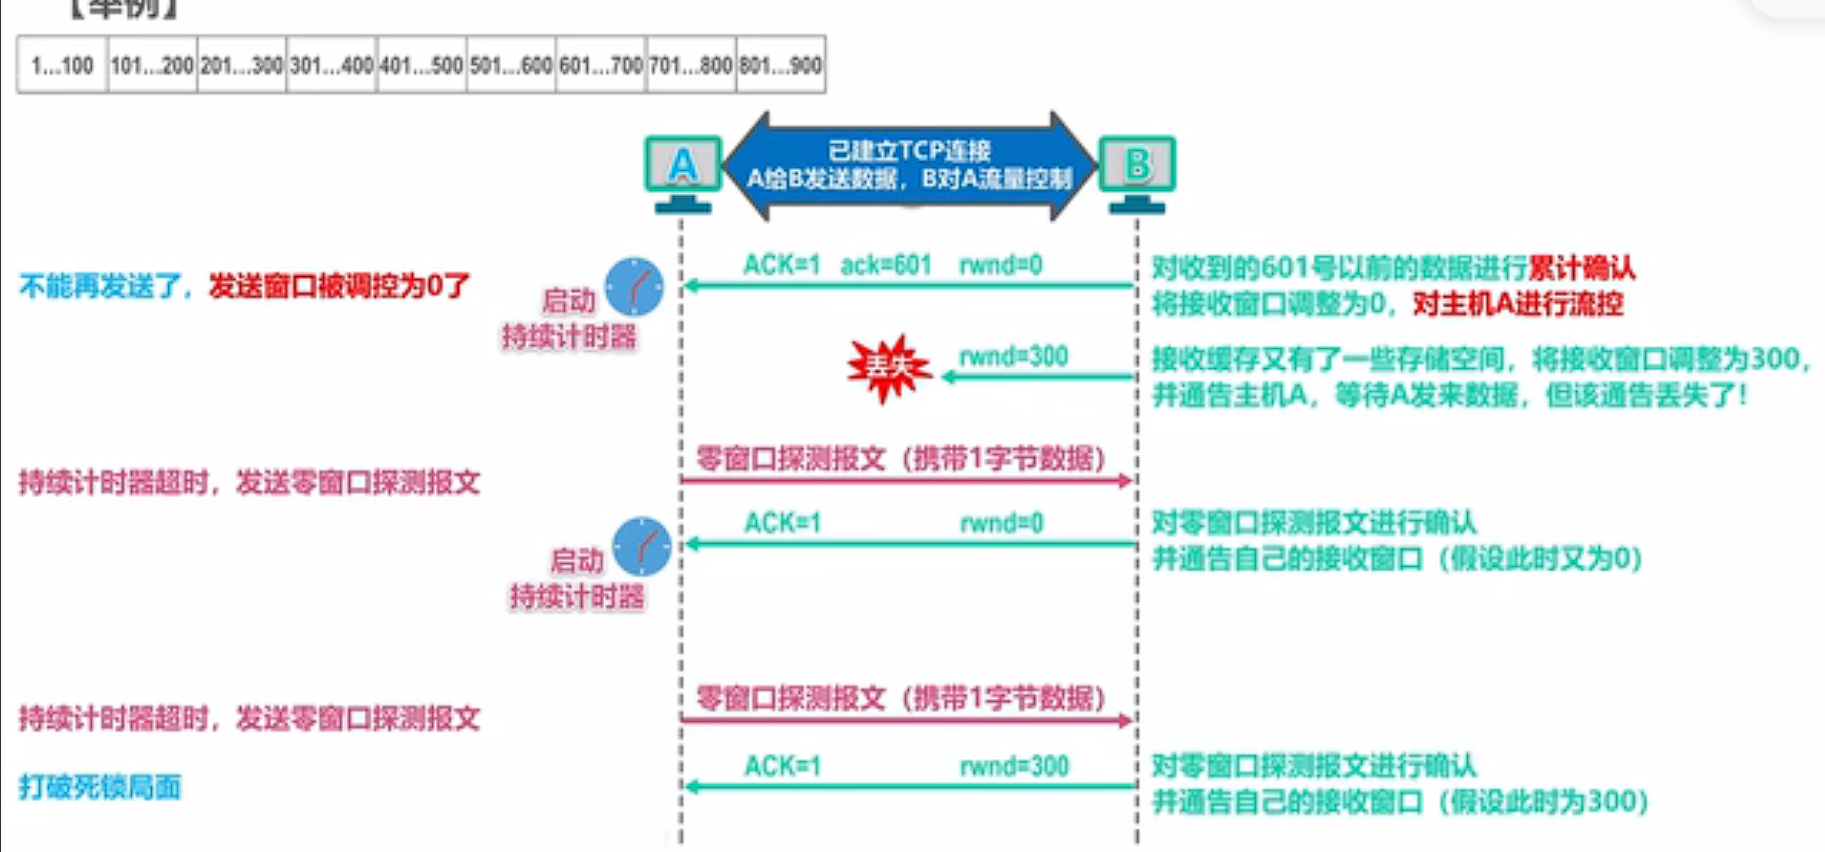 【举例】
1...100 101...200 201...300 301...400 401...500 501...600 601...700 701...800 801...900
A
已建立TCP连接
A给B发送数据，B对A流量控制
B
不能再发送了，发送窗口被调控为0了
启动
持续计时器
ACK=1 ack=601 rwnd=0
对收到的601号以前的数据进行累计确认
将接收窗口调整为0，对主机A进行流控
丢失
rwnd=300
接收缓存又有了一些存储空间，将接收窗口调整为300，
并通告主机A，等待A发来数据，但该通告丢失了！
持续计时器超时，发送零窗口探测报文
零窗口探测报文（携带1字节数据）
启动
持续计时器
ACK=1 rwnd=0
对零窗口探测报文进行确认
并通告自己的接收窗口（假设此时又为0）
持续计时器超时，发送零窗口探测报文
零窗口探测报文（携带1字节数据）
打破死锁局面
ACK=1 rwnd=300
对零窗口探测报文进行确认
并通告自己的接收窗口（假设此时为300）